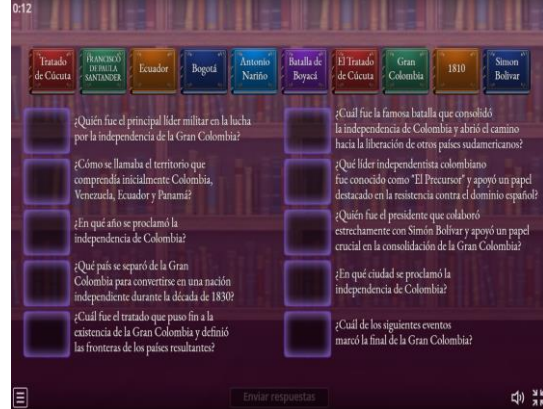 0:12
Tratado
de Cúcuta
FRANCISCO
DE PAULA
SANTANDER
Ecuador
Bogotá
Antonio
Nariño
Batalla de
Boyacá
El Tratado
de Cúcuta
Gran
Colombia
1810
Simon
Bolivar
¿Quién fue el principal líder militar en la lucha
por la independencia de la Gran Colombia?
¿Cómo se llamaba el territorio que
comprendía inicialmente Colombia,
Venezuela, Ecuador y Panamá?
¿En qué año se proclamó la
independencia de Colombia?
¿Qué país se separó de la Gran
Colombia para convertirse en una nación
independiente durante la década de 1830?
¿Cuál fue el tratado que puso fin a la
existencia de la Gran Colombia y definió
las fronteras de los países resultantes?
¿Cuál fue la famosa batalla que consolidó
la independencia de Colombia y abrió el camino
hacia la liberación de otros países sudamericanos?
¿Qué líder independentista colombiano
fue conocido como "El Precursor" y apoyó un papel
destacado en la resistencia contra el dominio español?
¿Quién fue el presidente que colaboró
estrechamente con Simón Bolívar y apoyó un papel
crucial en la consolidación de la Gran Colombia?
¿En qué ciudad se proclamó la
independencia de Colombia?
¿Cuál de los siguientes eventos
marcó la final de la Gran Colombia?
Enviar respuestas